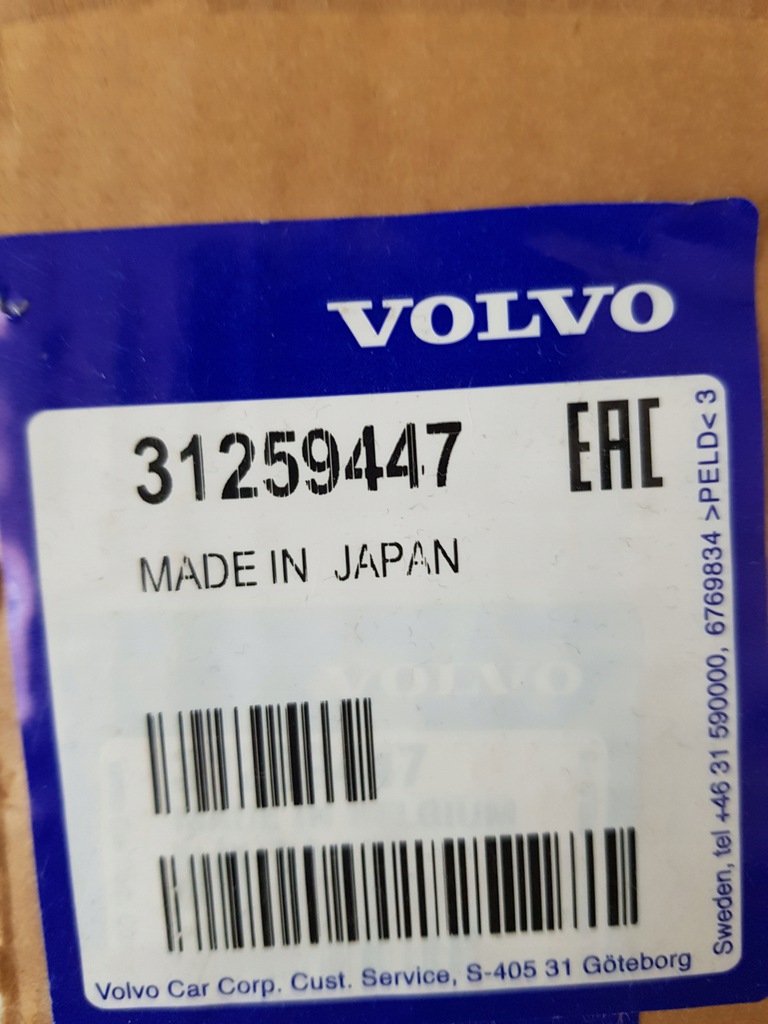 VOLVO
31259447
EAC
MADE IN JAPAN
Volvo Car Corp. Cust. Service, S-405 31 Göteborg
Sweden, tel +46 31 590000, 6769834 >PELD< 3
VOLVO